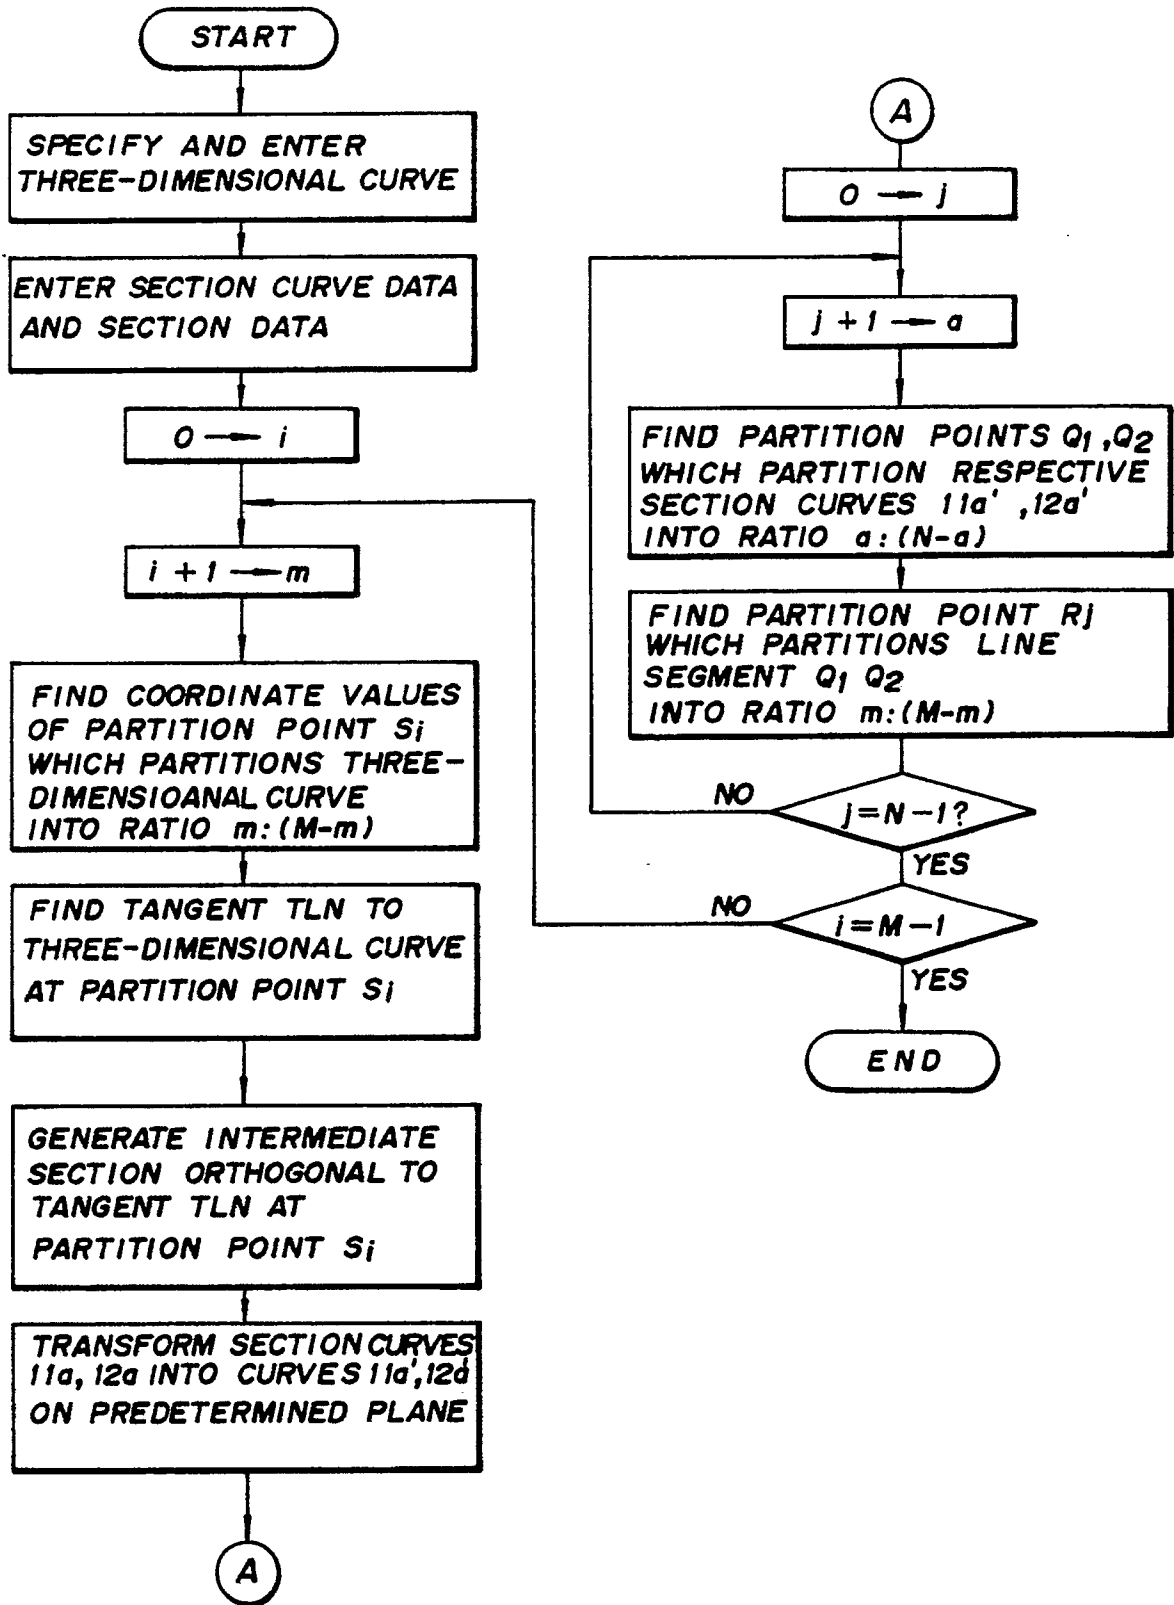 START
SPECIFY AND ENTER
THREE-DIMENSIONAL CURVE
ENTER SECTION CURVE DATA
AND SECTION DATA
0 → i
i + 1 → m
FIND COORDINATE VALUES
OF PARTITION POINT Si
WHICH PARTITIONS THREE-
DIMENSIOANAL CURVE
INTO RATIO m:(M-m)
FIND TANGENT TLN TO
THREE-DIMENSIONAL CURVE
AT PARTITION POINT Si
GENERATE INTERMEDIATE
SECTION ORTHOGONAL TO
TANGENT TLN AT
PARTITION POINT Si
TRANSFORM SECTION CURVES
11a, 12a INTO CURVES 11a', 12a'
ON PREDETERMINED PLANE
A
A
0 → j
j + 1 → a
FIND PARTITION POINTS Q1, Q2
WHICH PARTITION RESPECTIVE
SECTION CURVES 11a', 12a'
INTO RATIO a:(N-a)
FIND PARTITION POINT Rj
WHICH PARTITIONS LINE
SEGMENT Q1 Q2
INTO RATIO m:(M-m)
NO
j=N-1?
YES
NO
i=M-1
YES
END